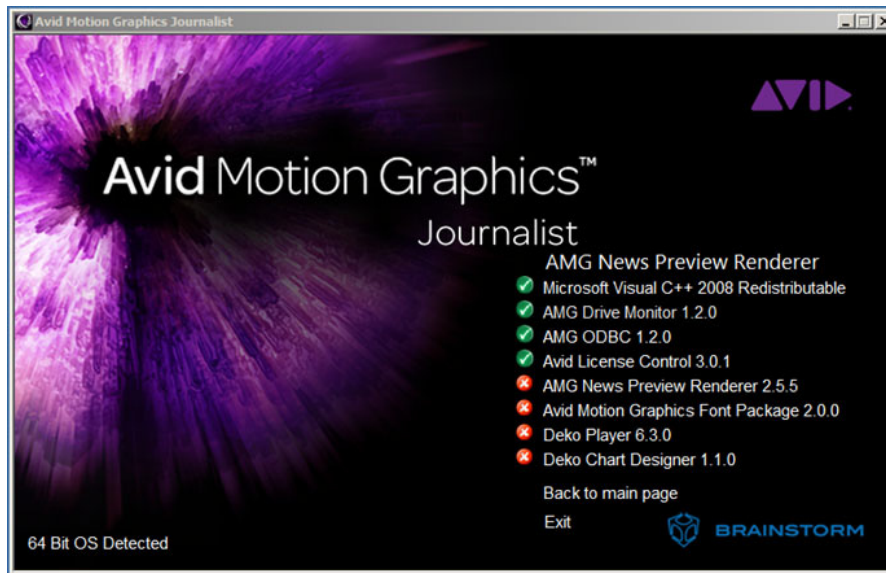 Avid Motion Graphics Journalist
AVID
Avid Motion Graphics™
Journalist
AMG News Preview Renderer
Microsoft Visual C++ 2008 Redistributable
AMG Drive Monitor 1.2.0
AMG ODBC 1.2.0
Avid License Control 3.0.1
AMG News Preview Renderer 2.5.5
Avid Motion Graphics Font Package 2.0.0
Deko Player 6.3.0
Deko Chart Designer 1.1.0
Back to main page
Exit
BRAINSTORM
64 Bit OS Detected